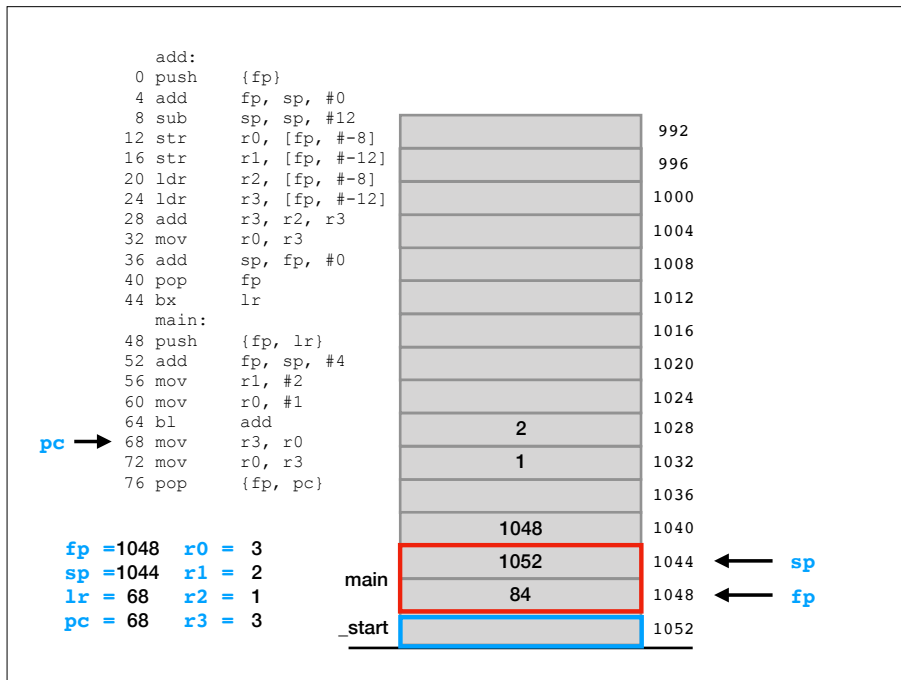 add:
0 push {fp}
4 add fp, sp, #0
8 sub sp, sp, #12
12 str r0, [fp, #-8]
16 str r1, [fp, #-12]
20 ldr r2, [fp, #-8]
24 ldr r3, [fp, #-12]
28 add r3, r2, r3
32 mov r0, r3
36 add sp, fp, #0
40 pop fp
44 bx lr
main:
48 push {fp, lr}
52 add fp, sp, #4
56 mov r1, #2
60 mov r0, #1
64 bl add
pc 68 mov r3, r0
72 mov r0, r3
76 pop {fp, pc}
fp =1048 r0 = 3
sp =1044 r1 = 2
lr = 68 r2 = 1
pc = 68 r3 = 3
992
996
1000
1004
1008
1012
1016
1020
1024
2 1028
1 1032
1036
1048 1040
1052 1044 sp
main
84 1048 fp
_start 1052